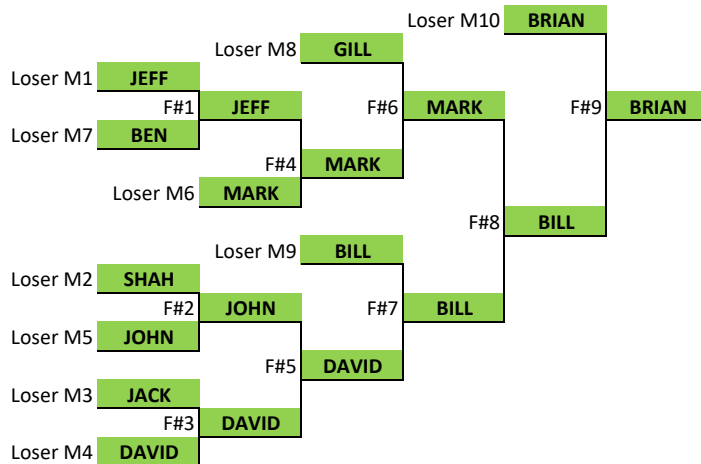 Loser M10 BRIAN
Loser M8 GILL
Loser M1 JEFF
F#1 JEFF F#6 MARK F#9 BRIAN
Loser M7 BEN
F#4 MARK
Loser M6 MARK
F#8 BILL
Loser M9 BILL
Loser M2 SHAH
F#2 JOHN F#7 BILL
Loser M5 JOHN
F#5 DAVID
Loser M3 JACK
F#3 DAVID
Loser M4 DAVID